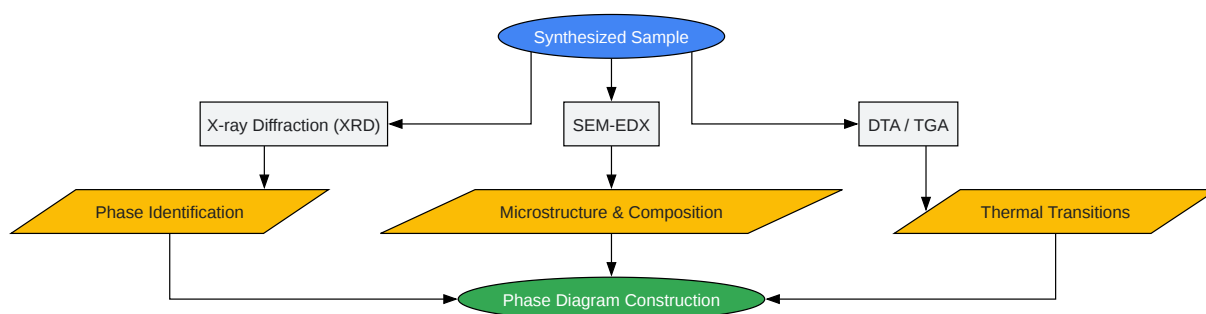 Synthesized Sample
X-ray Diffraction (XRD)
SEM-EDX
DTA / TGA
Phase Identification
Microstructure & Composition
Thermal Transitions
Phase Diagram Construction